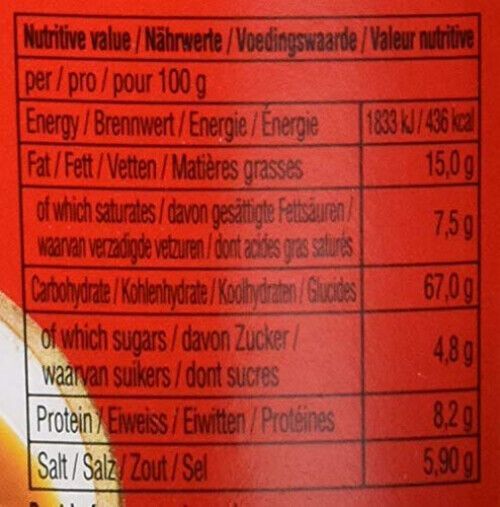 Nutritive value / Nährwerte / Voedingswaarde / Valeur nutritive
per / pro / pour 100 g
Energy / Brennwert / Energie / Énergie 1833 kJ / 436 kcal
Fat / Fett / Vetten / Matières grasses 15,0 g
of which saturates / davon gesättigte Fettsäuren /
waarvan verzadigde vetzuren / dont acides gras saturés 7,5 g
Carbohydrate / Kohlenhydrate / Koolhydraten / Glucides 67,0 g
of which sugars / davon Zucker /
waarvan suikers / dont sucres 4,8 g
Protein / Eiweiss / Eiwitten / Protéines 8,2 g
Salt / Salz / Zout / Sel 5,90 g